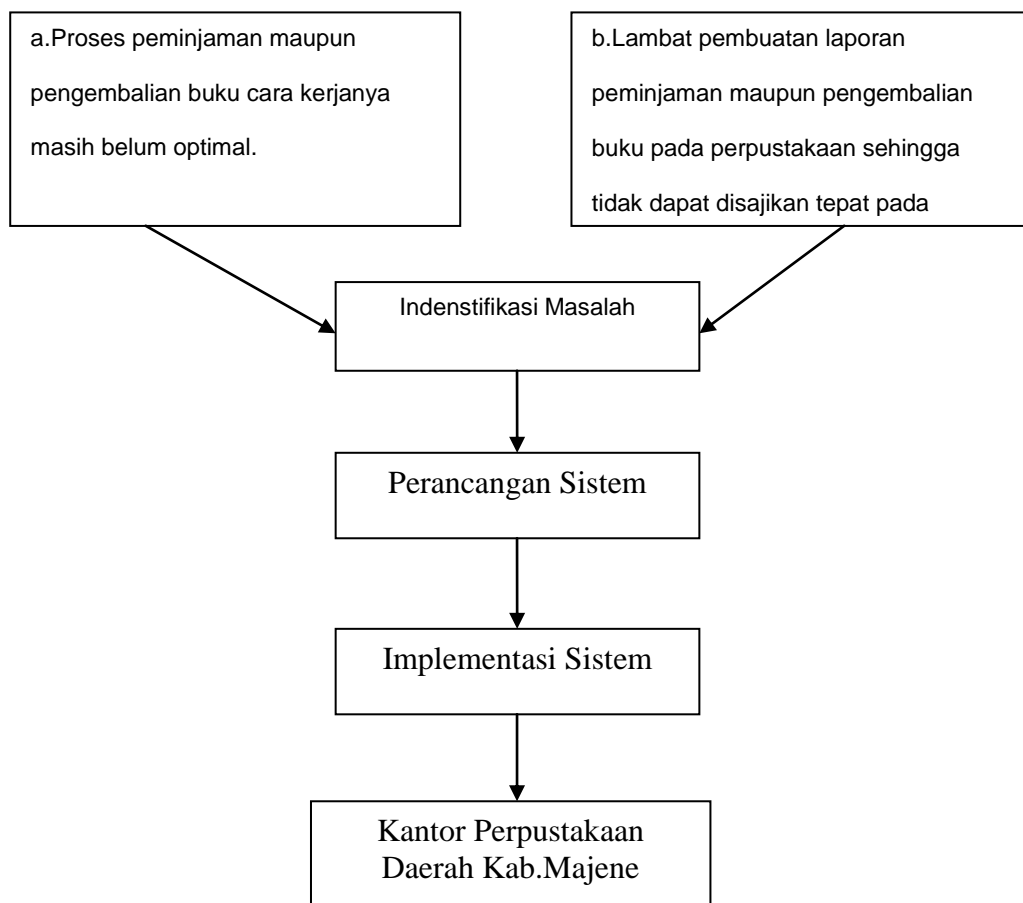 a.Proses peminjaman maupun
pengembalian buku cara kerjanya
masih belum optimal.
b.Lambat pembuatan laporan
peminjaman maupun pengembalian
buku pada perpustakaan sehingga
tidak dapat disajikan tepat pada
Indenstifikasi Masalah
Perancangan Sistem
Implementasi Sistem
Kantor Perpustakaan
Daerah Kab.Majene